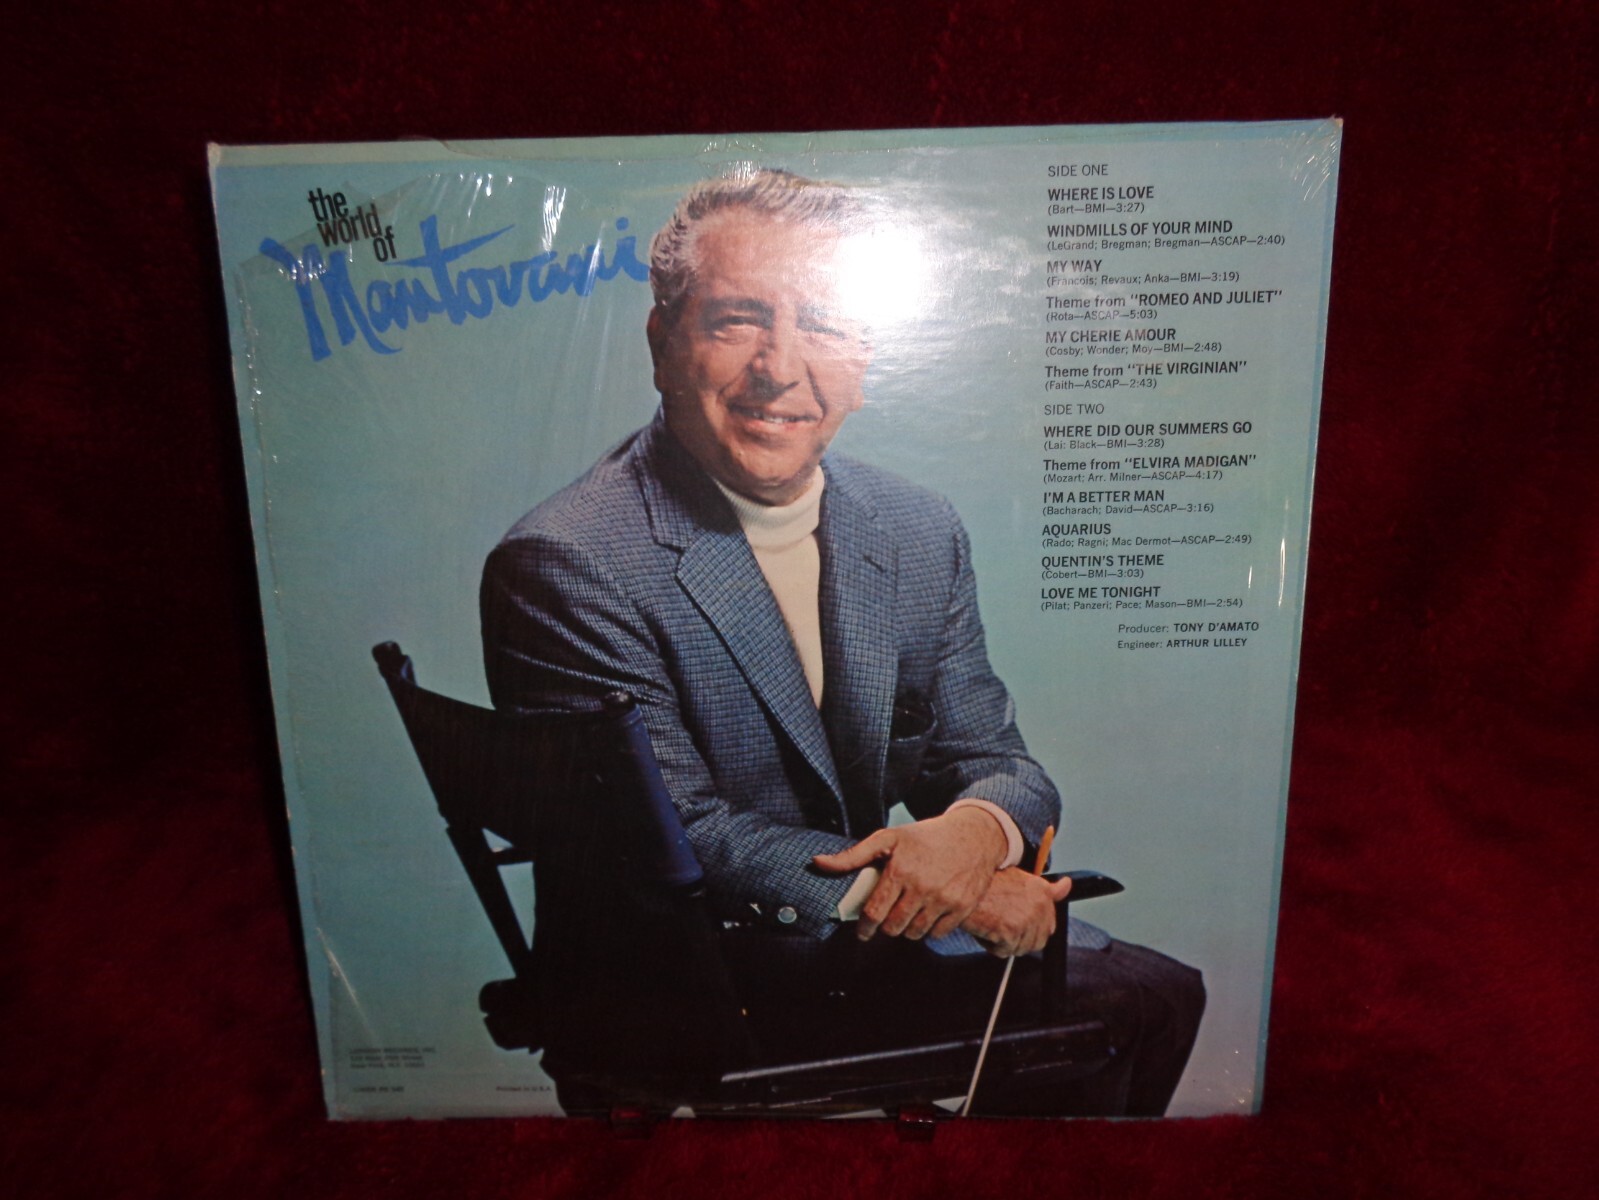 the
world
of
Mantovani
SIDE ONE
WHERE IS LOVE
(Bart—BMI—3:27)
WINDMILLS OF YOUR MIND
(LeGrand; Bregman; Bregman—ASCAP—2:40)
MY WAY
(Francois; Revaux; Anka—BMI—3:19)
Theme from "ROMEO AND JULIET"
(Rota—ASCAP—5:03)
MY CHERIE AMOUR
(Cosby; Wonder; Moy—BMI—2:48)
Theme from "THE VIRGINIAN"
(Faith—ASCAP—2:43)
SIDE TWO
WHERE DID OUR SUMMERS GO
(Lai; Black—BMI—3:28)
Theme from "ELVIRA MADIGAN"
(Mozart; Arr. Milner—ASCAP—4:17)
I'M A BETTER MAN
(Bacharach; David—ASCAP—3:16)
AQUARIUS
(Rado; Ragni; Mac Dermot—ASCAP—2:49)
QUENTIN'S THEME
(Cobert—BMI—3:03)
LOVE ME TONIGHT
(Pilat; Panzeri; Pace; Mason—BMI—2:54)
Producer: TONY D'AMATO
Engineer: ARTHUR LILLEY
LONDON RECORDS, INC.
Printed in U.S.A.